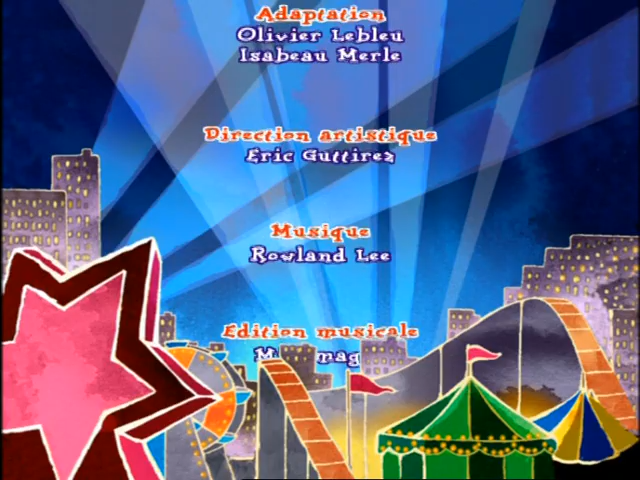 Adaptation
Olivier Lebleu
Isabeau Merle
Direction artistique
Eric Guttirez
Musique
Rowland Lee
Edition musicale